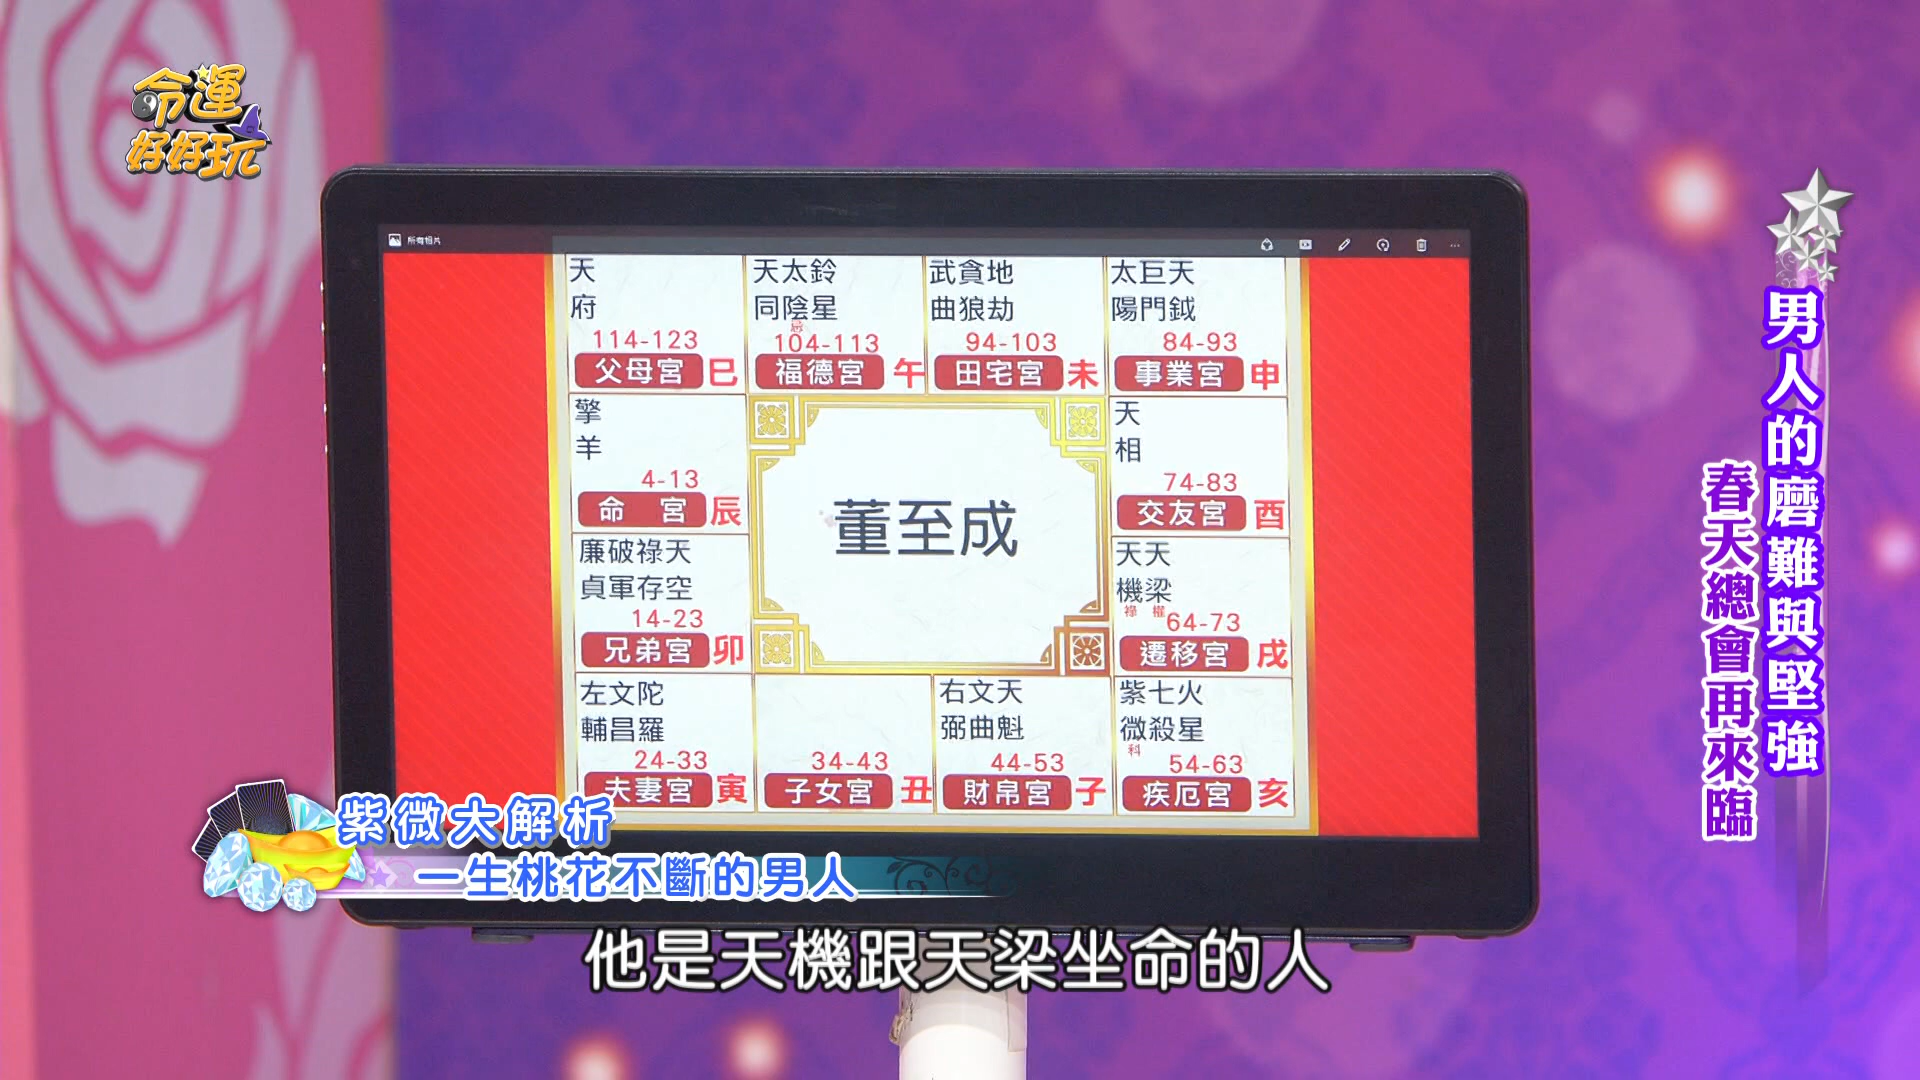 命運
好好玩
所有相片
天
府
114-123
父母宮 巳
天太鈴
同陰星
忌
104-113
福德宮 午
武貪地
曲狼劫
94-103
田宅宮 未
太巨天
陽門鉞
84-93
事業宮 申
擎
羊
4-13
命 宮 辰
董至成
天
相
74-83
交友宮 酉
廉破祿天
貞軍存空
14-23
兄弟宮 卯
天天
機梁
祿 權
64-73
遷移宮 戌
左文陀
輔昌羅
24-33
夫妻宮 寅
34-43
子女宮 丑
右文天
弼曲魁
44-53
財帛宮 子
紫七火
微殺星
科
54-63
疾厄宮 亥
男人的磨難與堅強
春天總會再來臨
紫微大解析
一生桃花不斷的男人
他是天機跟天梁坐命的人